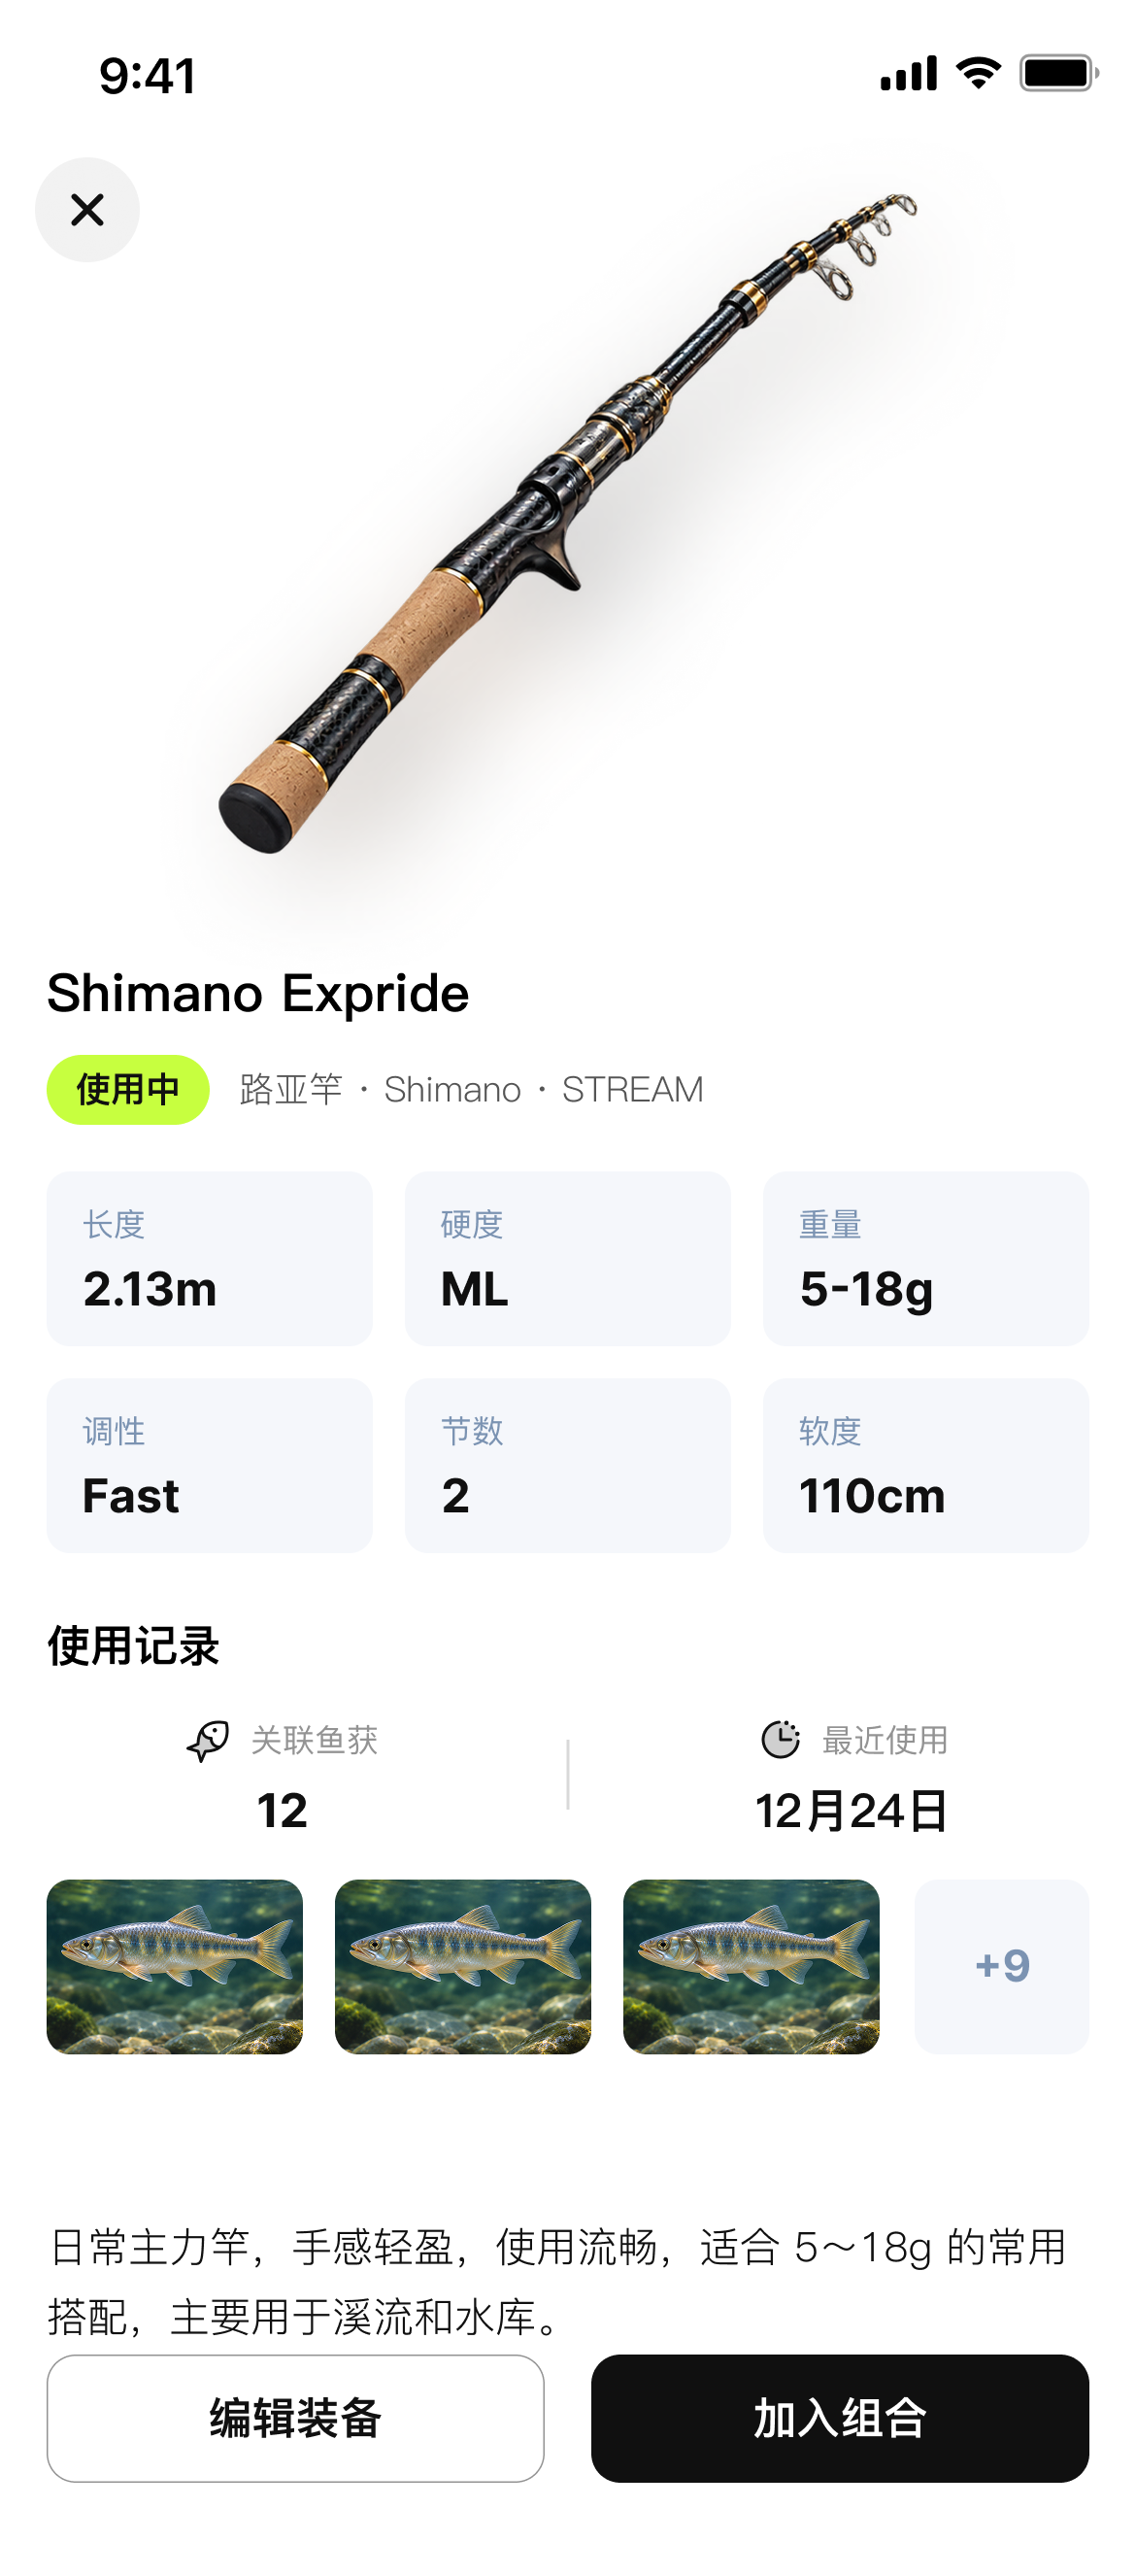 9:41
Shimano Expride
使用中 路亚竿 · Shimano · STREAM
长度 硬度 重量
2.13m ML 5-18g
调性 节数 软度
Fast 2 110cm
使用记录
关联鱼获 最近使用
12 12月24日
+9
日常主力竿，手感轻盈，使用流畅，适合 5～18g 的常用
搭配，主要用于溪流和水库。
编辑装备 加入组合